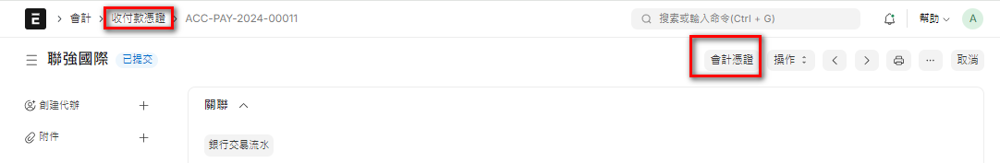 E 會計 收付款憑證 ACC-PAY-2024-00011 搜索或輸入命令(Ctrl + G) 幫助 A
聯強國際 已提交 會計憑證 操作 取消
創建代辦
關聯
附件
銀行交易流水